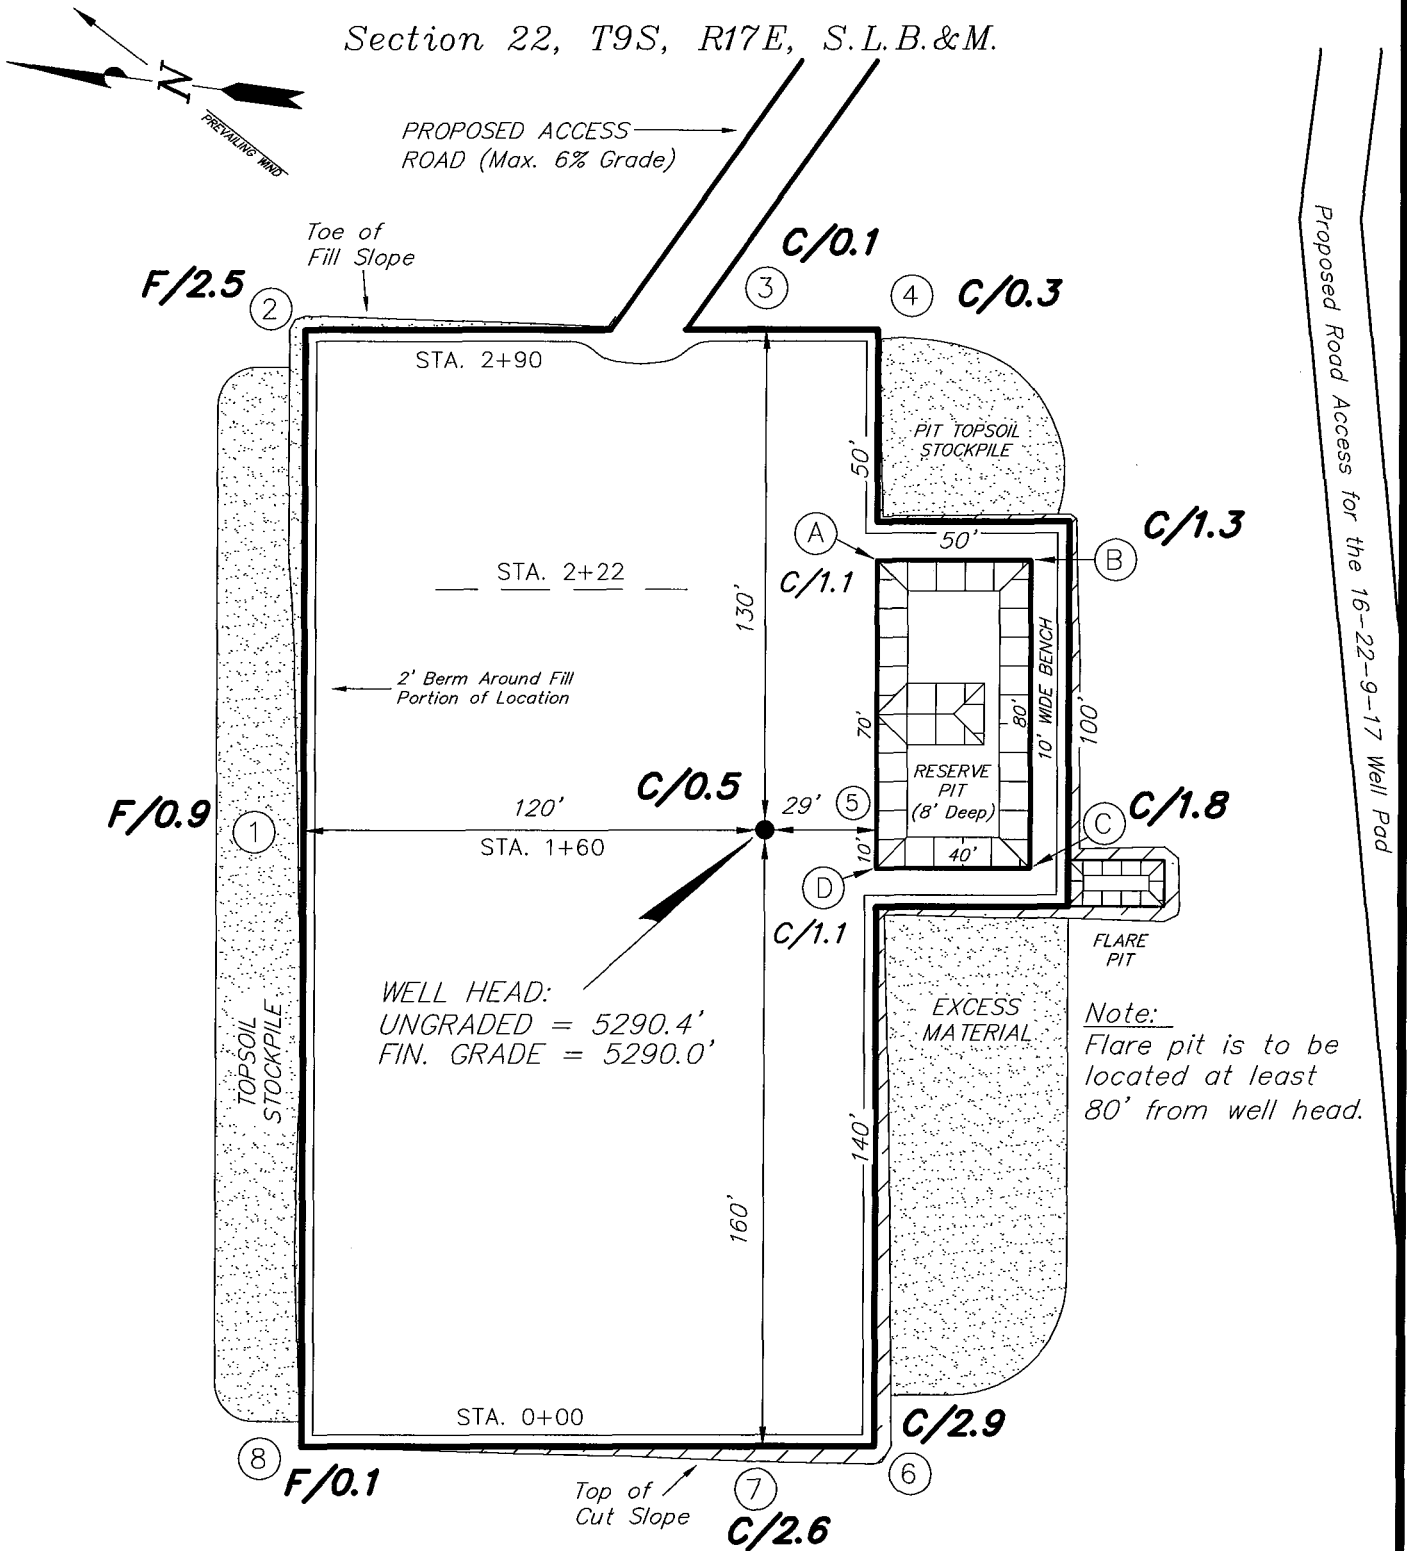 Section 22, T9S, R17E, S.L.B.&M.
N
PREVAILING WIND
PROPOSED ACCESS
ROAD (Max. 6% Grade)
Toe of
Fill Slope
C/0.1
F/2.5
2
3
4
C/0.3
STA. 2+90
PIT TOPSOIL
STOCKPILE
50'
C/1.3
A
50'
B
C/1.1
STA. 2+22
130'
2' Berm Around Fill
Portion of Location
70'
80'
10' WIDE BENCH
100'
RESERVE
PIT
(8' Deep)
C/0.5
F/0.9
1
120'
STA. 1+60
29'
5
C/1.8
C
10'
40'
D
C/1.1
FLARE
PIT
WELL HEAD:
UNGRADED = 5290.4'
FIN. GRADE = 5290.0'
EXCESS
MATERIAL
Note:
Flare pit is to be
located at least
80' from well head.
TOPSOIL
STOCKPILE
140'
160'
STA. 0+00
C/2.9
8
F/0.1
Top of
Cut Slope
7
C/2.6
6
Proposed Road Access for the 16-22-9-17 Well Pad